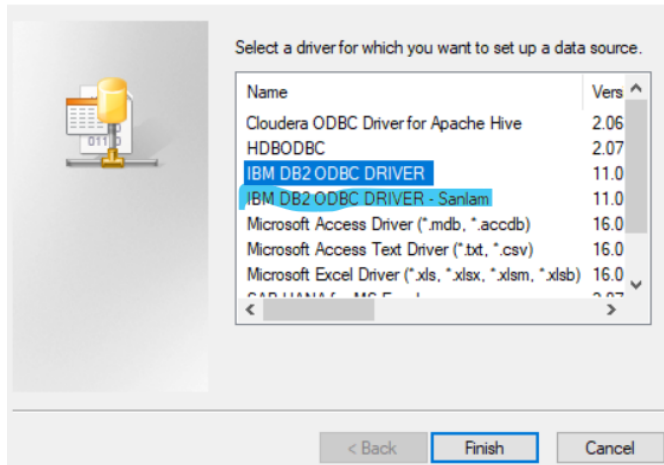 Select a driver for which you want to set up a data source.
Name Vers
Cloudera ODBC Driver for Apache Hive 2.06
HDBODBC 2.07
IBM DB2 ODBC DRIVER 11.0
IBM DB2 ODBC DRIVER - Sanlam 11.0
Microsoft Access Driver (*.mdb, *.accdb) 16.0
Microsoft Access Text Driver (*.txt, *.csv) 16.0
Microsoft Excel Driver (*.xls, *.xlsx, *.xlsm, *.xlsb) 16.0
< Back Finish Cancel